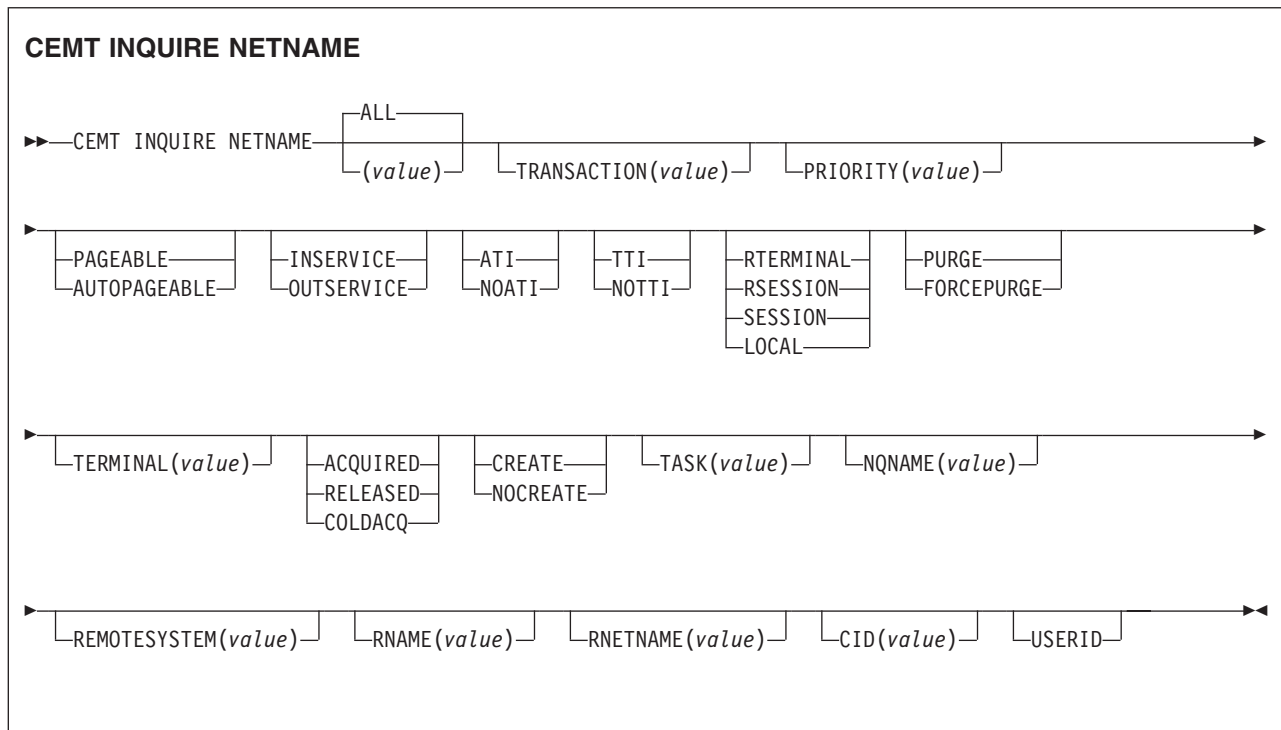 CEMT INQUIRE NETNAME
ALL
CEMT INQUIRE NETNAME (value) TRANSACTION(value) PRIORITY(value)
PAGEABLE INSERVICE ATI TTI RTERMINAL PURGE
AUTOPAGEABLE OUTSERVICE NOATI NOTTI RSESSION FORCEPURGE
SESSION
LOCAL
TERMINAL(value) ACQUIRED CREATE TASK(value) NQNAME(value)
RELEASED NOCREATE
COLDACQ
REMOTESYSTEM(value) RNAME(value) RNETNAME(value) CID(value) USERID